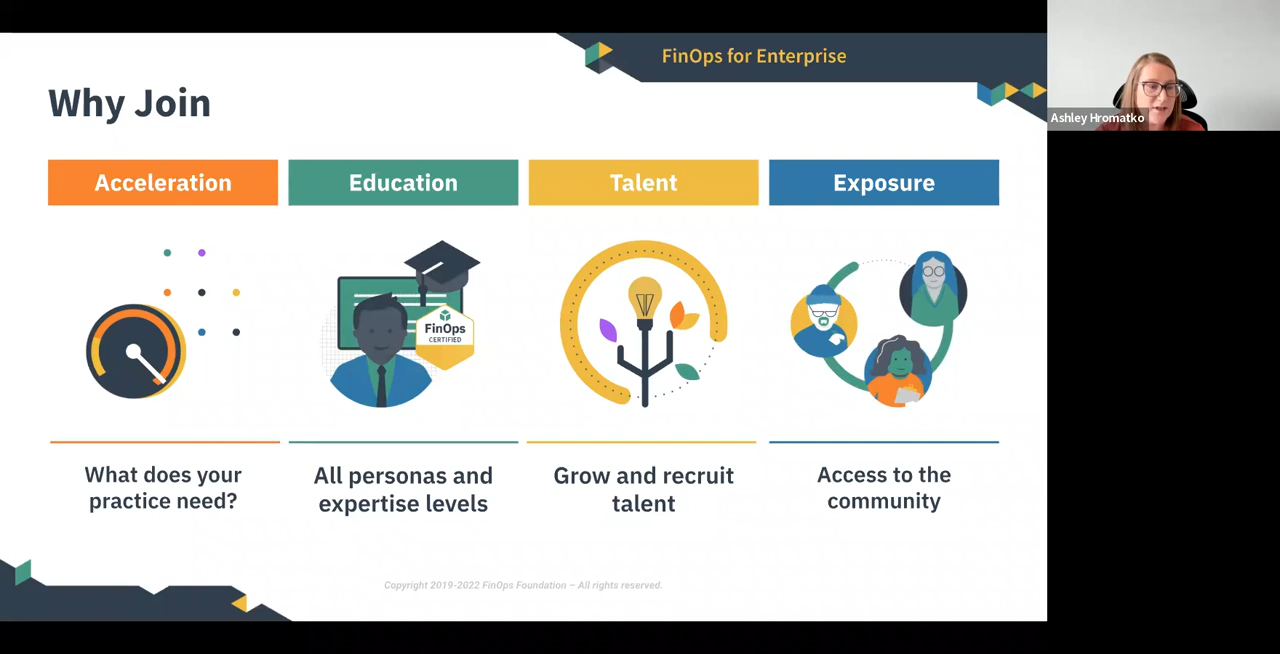 FinOps for Enterprise
Ashley Hromatko
Why Join
Acceleration
Education
Talent
Exposure
FinOps
CERTIFIED
What does your
practice need?
All personas and
expertise levels
Grow and recruit
talent
Access to the
community
Copyright 2019-2022 FinOps Foundation – All rights reserved.